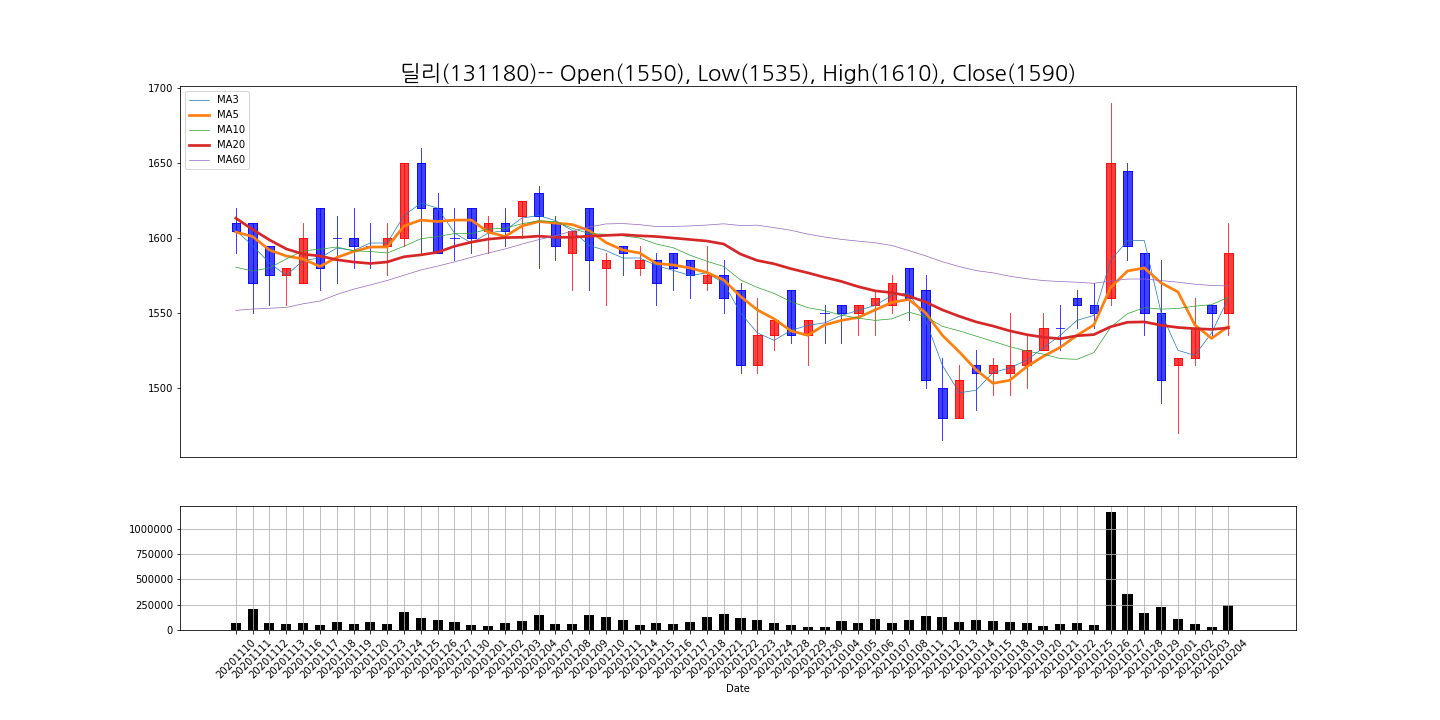 딜리(131180)-- Open(1550), Low(1535), High(1610), Close(1590)
1700
1650
1600
1550
1500
MA3
MA5
MA10
MA20
MA60
1000000
750000
500000
250000
0
20201110 20201111 20201112 20201113 20201116 20201117 20201118 20201119 20201120 20201123 20201124 20201125 20201126 20201127 20201130 20201201 20201202 20201203 20201204 20201207 20201208 20201209 20201210 20201211 20201214 20201215 20201216 20201217 20201218 20201221 20201222 20201223 20201224 20201228 20201229 20201230 20210104 20210105 20210106 20210107 20210108 20210111 20210112 20210113 20210114 20210115 20210118 20210119 20210120 20210121 20210122 20210125 20210126 20210127 20210128 20210129 20210201 20210202 20210203 20210204
Date